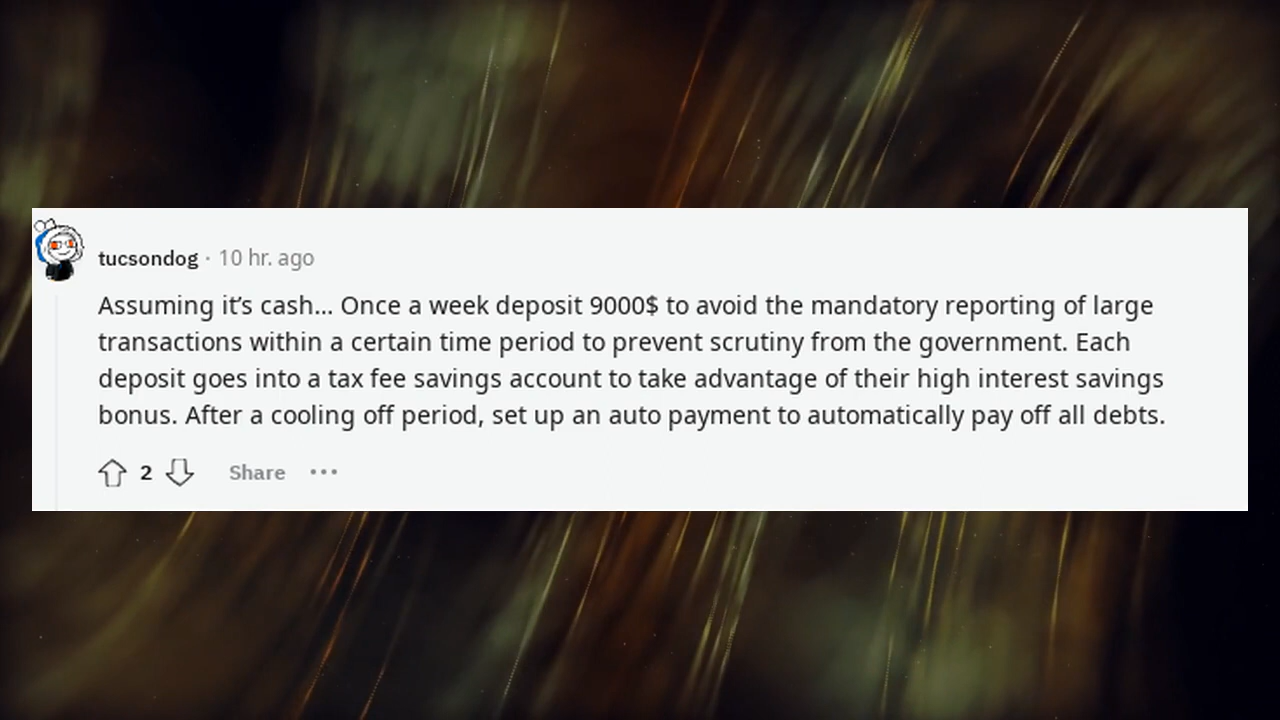 tucsondog · 10 hr. ago
Assuming it’s cash... Once a week deposit 9000$ to avoid the mandatory reporting of large
transactions within a certain time period to prevent scrutiny from the government. Each
deposit goes into a tax fee savings account to take advantage of their high interest savings
bonus. After a cooling off period, set up an auto payment to automatically pay off all debts.
2 Share